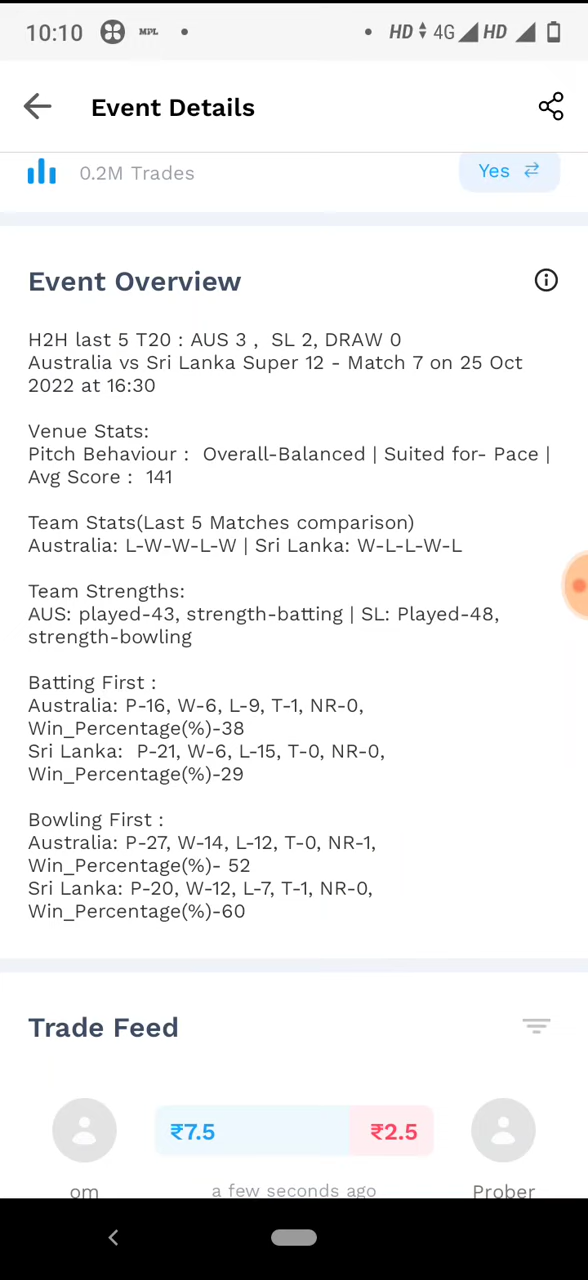 10:10 MPL HD 4G HD
Event Details
0.2M Trades Yes
Event Overview
H2H last 5 T20 : AUS 3 , SL 2, DRAW 0
Australia vs Sri Lanka Super 12 - Match 7 on 25 Oct
2022 at 16:30
Venue Stats:
Pitch Behaviour : Overall-Balanced | Suited for- Pace |
Avg Score : 141
Team Stats(Last 5 Matches comparison)
Australia: L-W-W-L-W | Sri Lanka: W-L-L-W-L
Team Strengths:
AUS: played-43, strength-batting | SL: Played-48,
strength-bowling
Batting First :
Australia: P-16, W-6, L-9, T-1, NR-0,
Win_Percentage(%)-38
Sri Lanka: P-21, W-6, L-15, T-0, NR-0,
Win_Percentage(%)-29
Bowling First :
Australia: P-27, W-14, L-12, T-0, NR-1,
Win_Percentage(%)- 52
Sri Lanka: P-20, W-12, L-7, T-1, NR-0,
Win_Percentage(%)-60
Trade Feed
₹7.5 ₹2.5
om a few seconds ago Prober